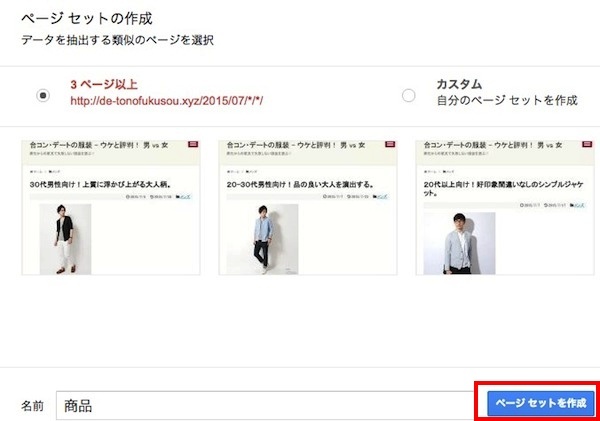 ページ セットの作成
データを抽出する類似のページを選択
3 ページ以上
http://de-tonofukusou.xyz/2015/07/*/*/
カスタム
自分のページ セットを作成
合コン・デートの服装 - ウケと評判！ 男 vs 女
合コン・デートの服装 - ウケと評判！ 男 vs 女
合コン・デートの服装 - ウケと評判！ 男 vs 女
30代男性向け！上質に浮かび上がる大人柄。
20-30代男性向け！品の良い大人を演出する。
20代以上向け！好印象間違いなしのシンプルジャケット。
名前
商品
ページ セットを作成